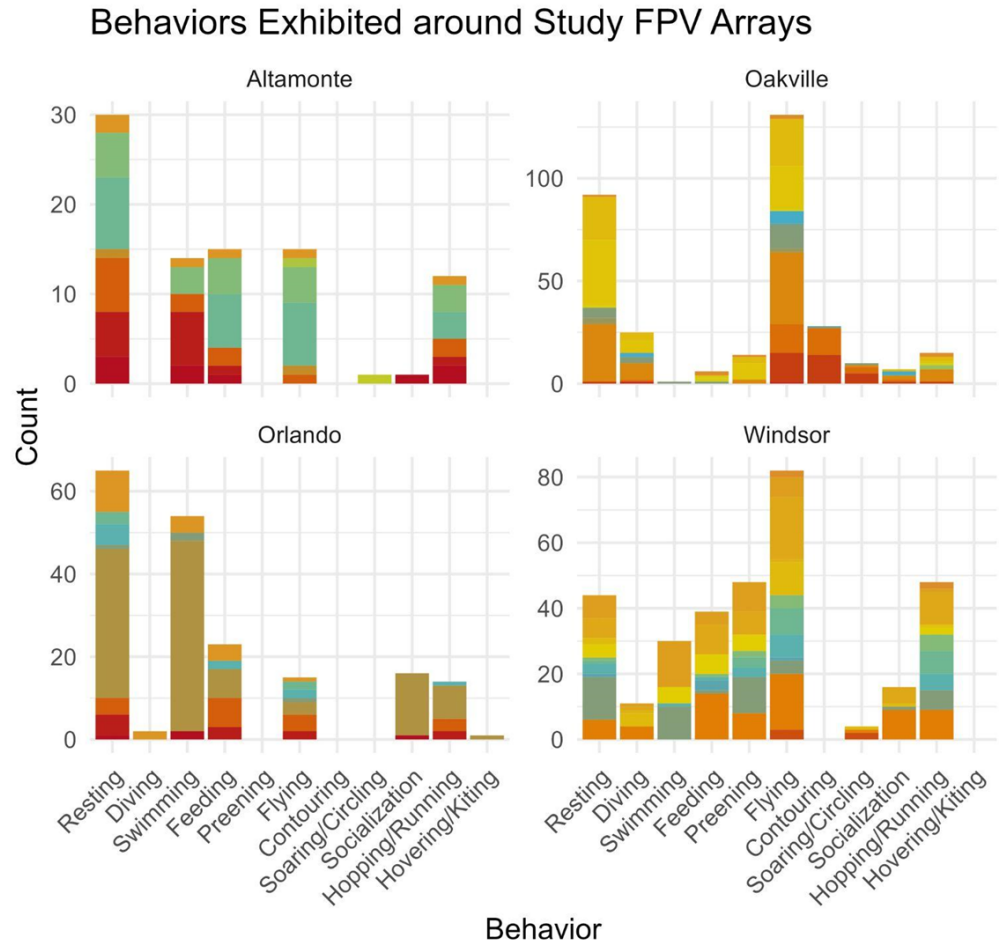 Behaviors Exhibited around Study FPV Arrays
Altamonte
Oakville
30
20
10
0
100
50
0
Count
Orlando
Windsor
60
40
20
0
80
60
40
20
0
Resting
Diving
Swimming
Feeding
Preening
Flying
Contouring
Soaring/Circling
Socialization
Hopping/Running
Hovering/Kiting
Resting
Diving
Swimming
Feeding
Preening
Flying
Contouring
Soaring/Circling
Socialization
Hopping/Running
Hovering/Kiting
Behavior